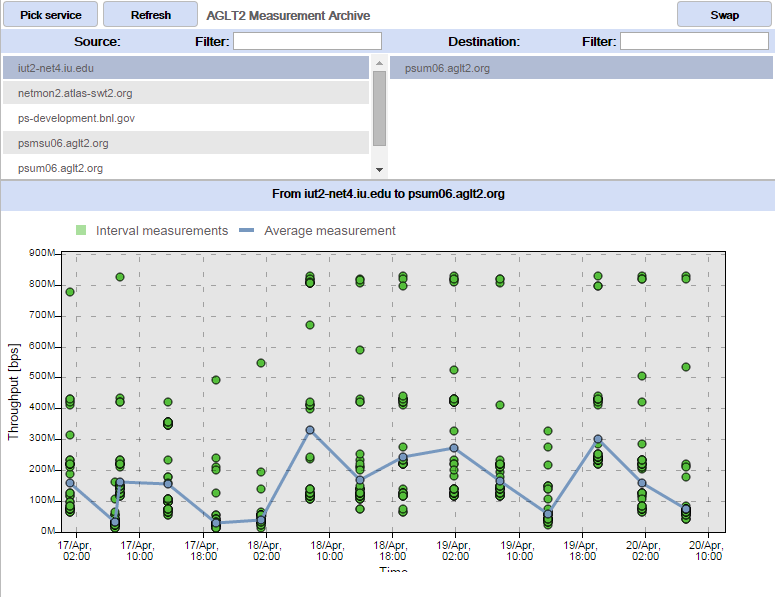 Pick service Refresh AGLT2 Measurement Archive Swap
Source: Filter: Destination: Filter:
iut2-net4.iu.edu psum06.aglt2.org
netmon2.atlas-swt2.org
ps-development.bnl.gov
psmsu06.aglt2.org
psum06.aglt2.org
From iut2-net4.iu.edu to psum06.aglt2.org
Interval measurements Average measurement
900M
800M
700M
600M
500M
400M
300M
200M
100M
0M
Throughput [bps]
17/Apr, 17/Apr, 17/Apr, 18/Apr, 18/Apr, 18/Apr, 19/Apr, 19/Apr, 19/Apr, 20/Apr, 20/Apr,
02:00 10:00 18:00 02:00 10:00 18:00 02:00 10:00 18:00 02:00 10:00
Time